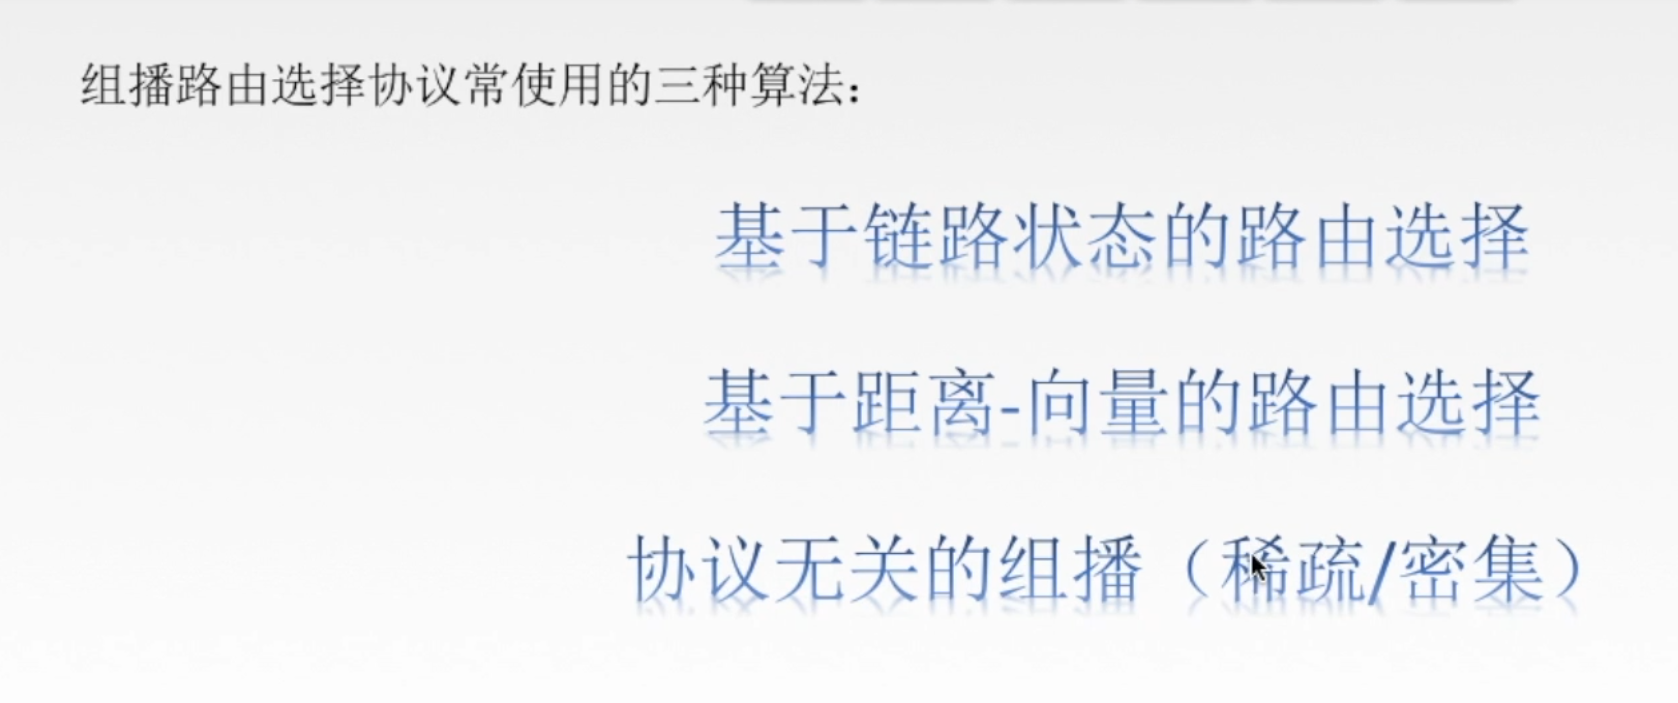 组播路由选择协议常使用的三种算法：
基于链路状态的路由选择
基于距离-向量的路由选择
协议无关的组播（稀疏/密集）